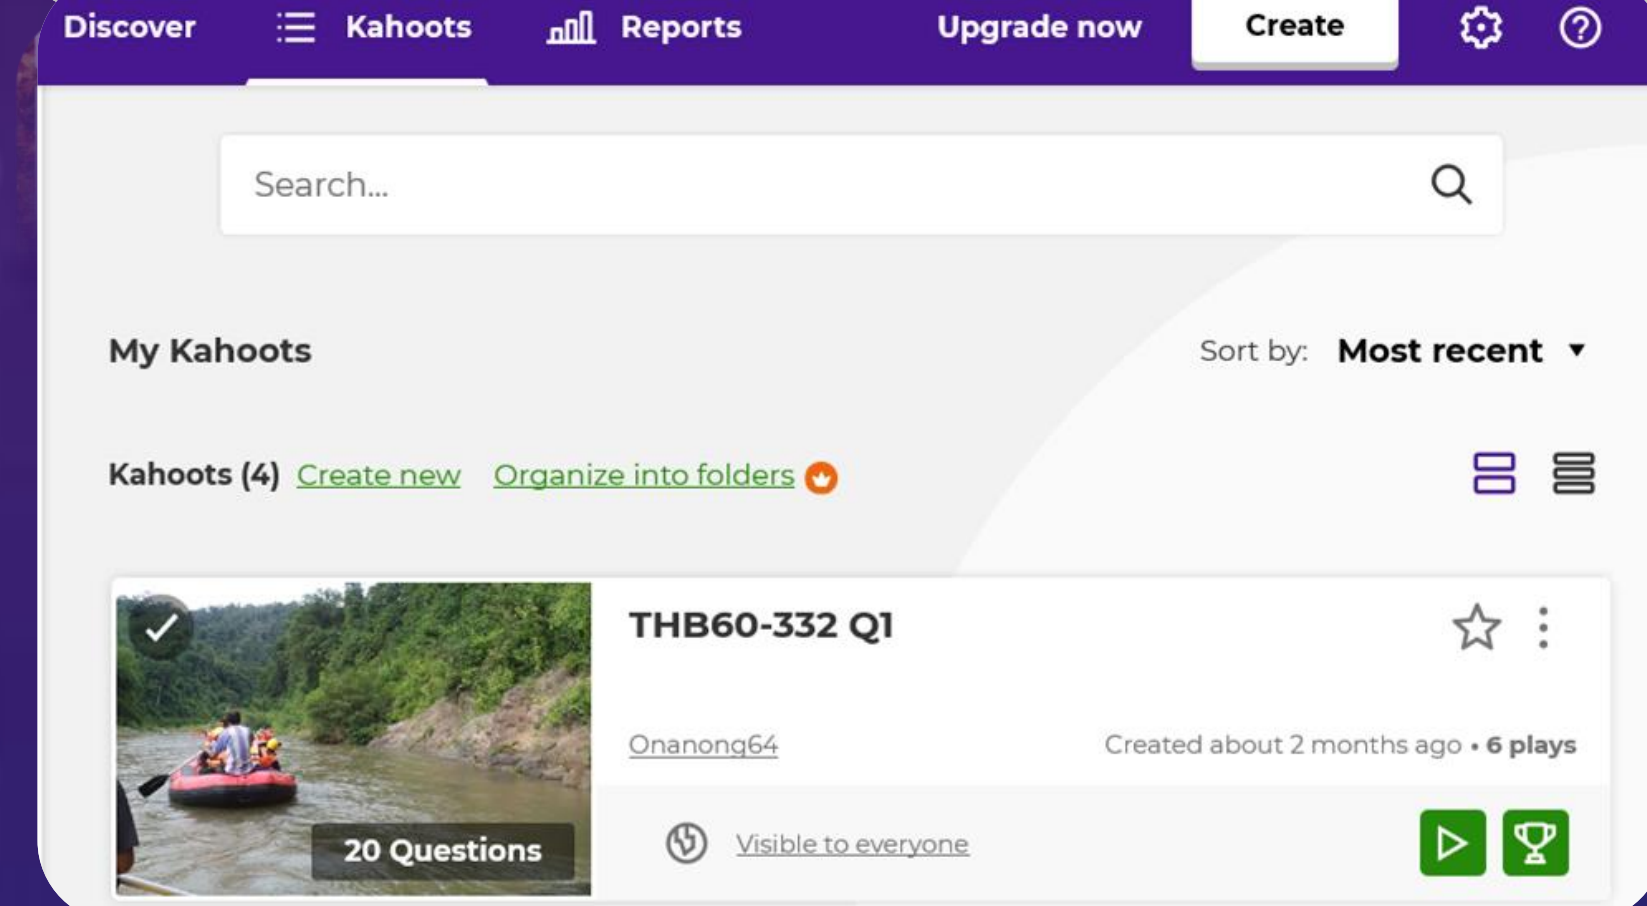 Discover Kahoots Reports Upgrade now Create
Search...
My Kahoots
Sort by: Most recent
Kahoots (4) Create new Organize into folders
THB60-332 Q1
Onanong64
Created about 2 months ago • 6 plays
20 Questions
Visible to everyone